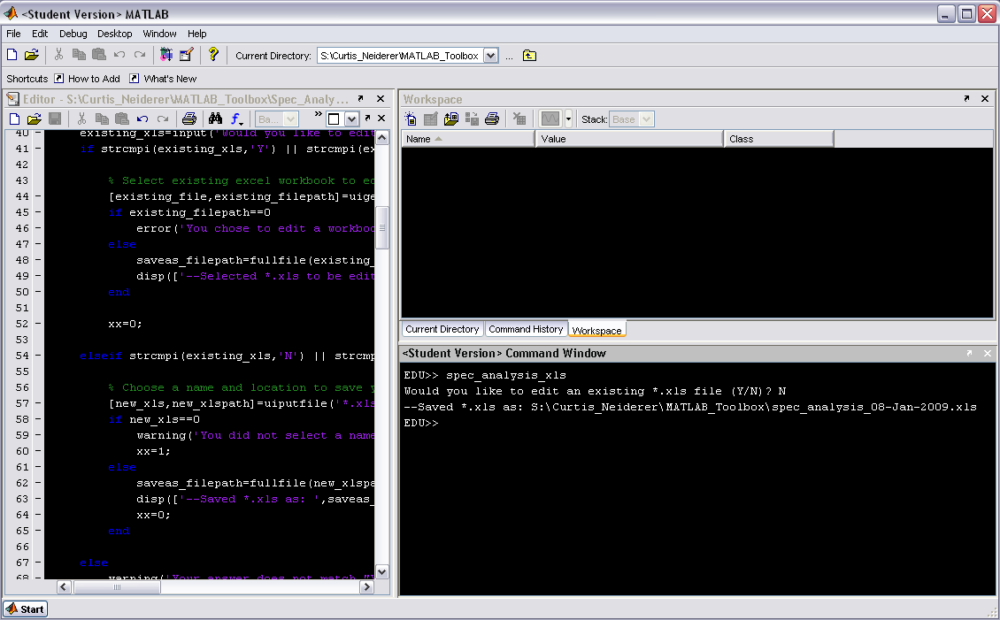 <Student Version> MATLAB
File Edit Debug Desktop Window Help
Current Directory: S:\Curtis_Neiderer\MATLAB_Toolbox ...
Shortcuts How to Add What's New
Editor - S:\Curtis_Neiderer\MATLAB_Toolbox\Spec_Analy...
Ba...
40 existing_xls=input('Would you like to edit
41 - if strcmpi(existing_xls,'Y') || strcmpi(ex
42
43 % Select existing excel workbook to ed
44 - [existing_file,existing_filepath]=uige
45 - if existing_filepath==0
46 - error('You chose to edit a workboo
47 - else
48 - saveas_filepath=fullfile(existing_
49 - disp(['--Selected *.xls to be edit
50 - end
51
52 - xx=0;
53
54 - elseif strcmpi(existing_xls,'N') || strcmp
55
56 % Choose a name and location to save y
57 - [new_xls,new_xlspath]=uiputfile('*.xls
58 - if new_xls==0
59 - warning('You did not select a name
60 - xx=1;
61 - else
62 - saveas_filepath=fullfile(new_xlspa
63 - disp(['--Saved *.xls as: ',saveas_
64 - xx=0;
65 - end
66
67 - else
68 - warning('Your answer does not match "Y
Workspace
Stack: Base
Name Value Class
Current Directory Command History Workspace
<Student Version> Command Window
EDU>> spec_analysis_xls
Would you like to edit an existing *.xls file (Y/N)? N
--Saved *.xls as: S:\Curtis_Neiderer\MATLAB_Toolbox\spec_analysis_08-Jan-2009.xls
EDU>>
Start